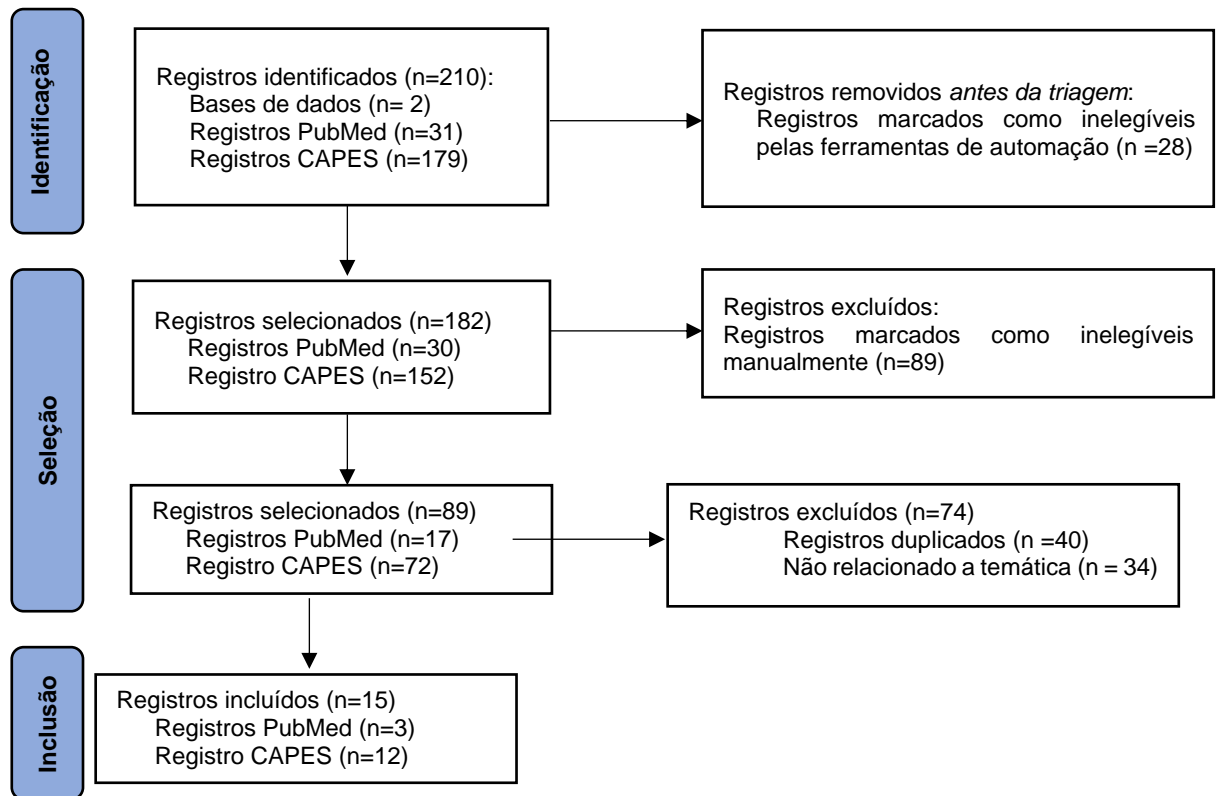 Identificação
Registros identificados (n=210):
Bases de dados (n= 2)
Registros PubMed (n=31)
Registros CAPES (n=179)
Registros removidos antes da triagem:
Registros marcados como inelegíveis
pelas ferramentas de automação (n =28)
Seleção
Registros selecionados (n=182)
Registros PubMed (n=30)
Registro CAPES (n=152)
Registros excluídos:
Registros marcados como inelegíveis
manualmente (n=89)
Registros selecionados (n=89)
Registros PubMed (n=17)
Registro CAPES (n=72)
Registros excluídos (n=74)
Registros duplicados (n =40)
Não relacionado a temática (n = 34)
Inclusão
Registros incluídos (n=15)
Registros PubMed (n=3)
Registro CAPES (n=12)